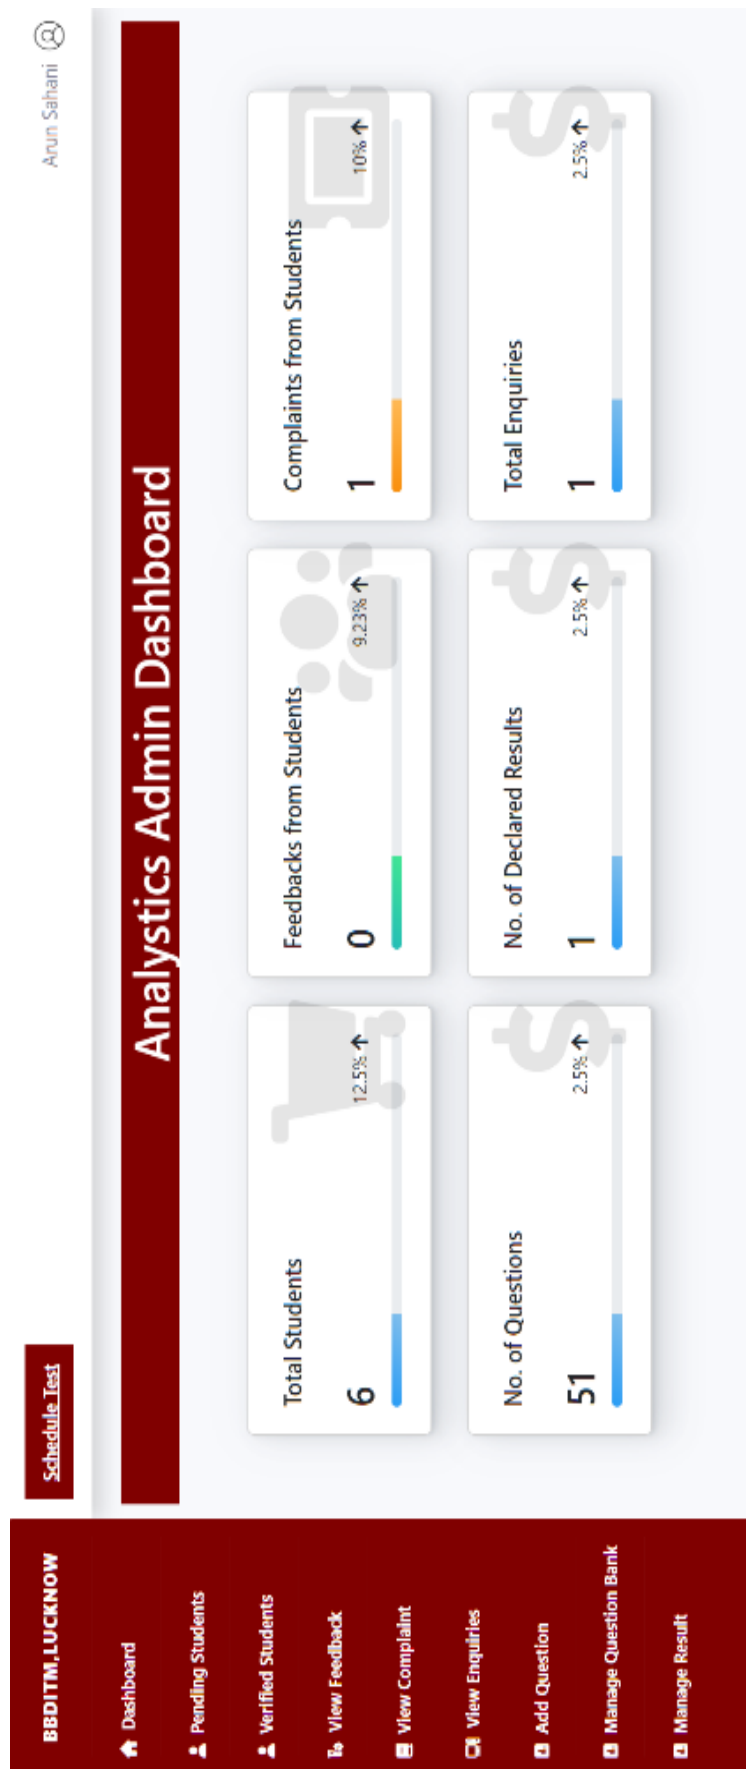 BBDITM,LUCKNOW
Dashboard
Pending Students
Verified Students
View Feedback
View Complaint
View Enquiries
Add Question
Manage Question Bank
Manage Result
Schedule Test
Arun Sahani
Analystics Admin Dashboard
Total Students
6
12.5%
Feedbacks from Students
0
9.23%
Complaints from Students
1
10%
No. of Questions
51
2.5%
No. of Declared Results
1
2.5%
Total Enquiries
1
2.5%